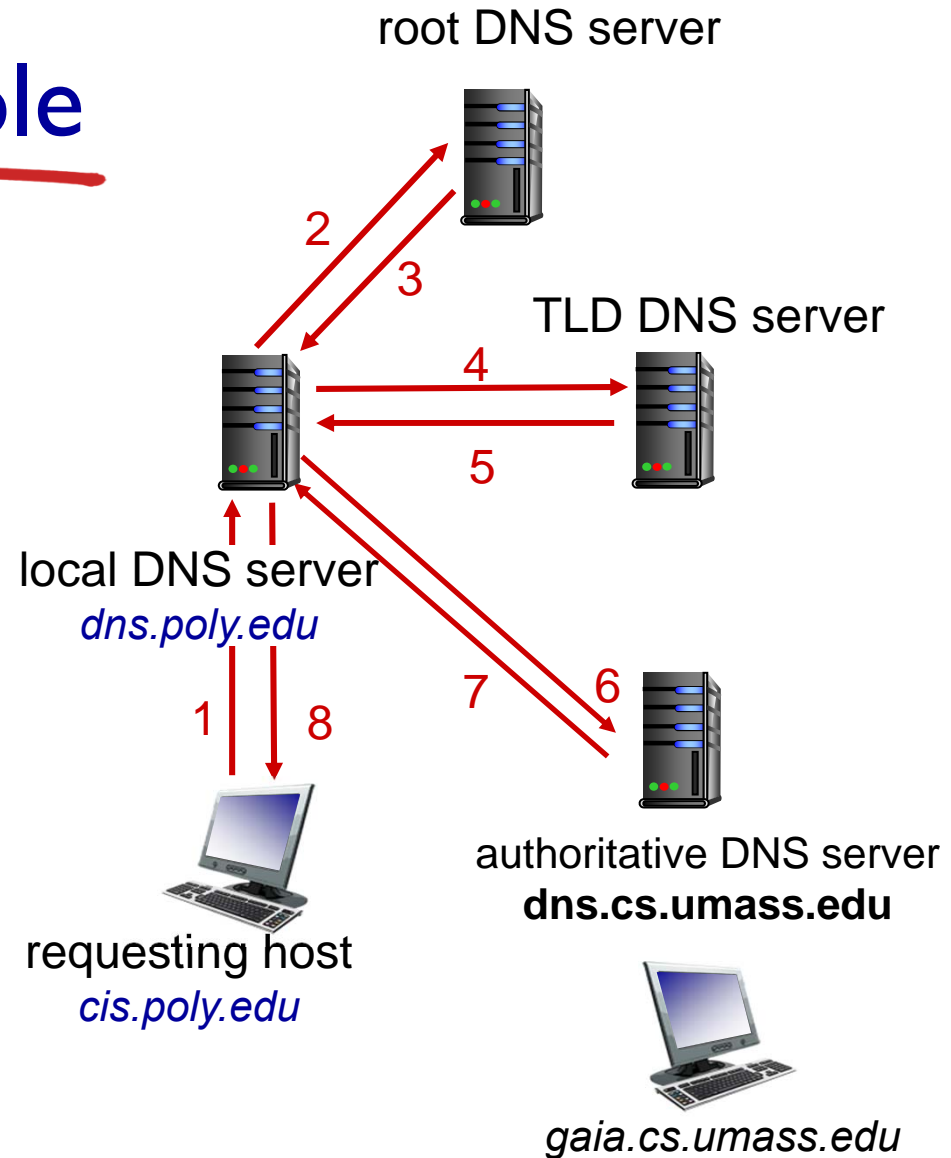 root DNS server
2
3
TLD DNS server
4
5
local DNS server
dns.poly.edu
1
8
7
6
authoritative DNS server
dns.cs.umass.edu
requesting host
cis.poly.edu
gaia.cs.umass.edu